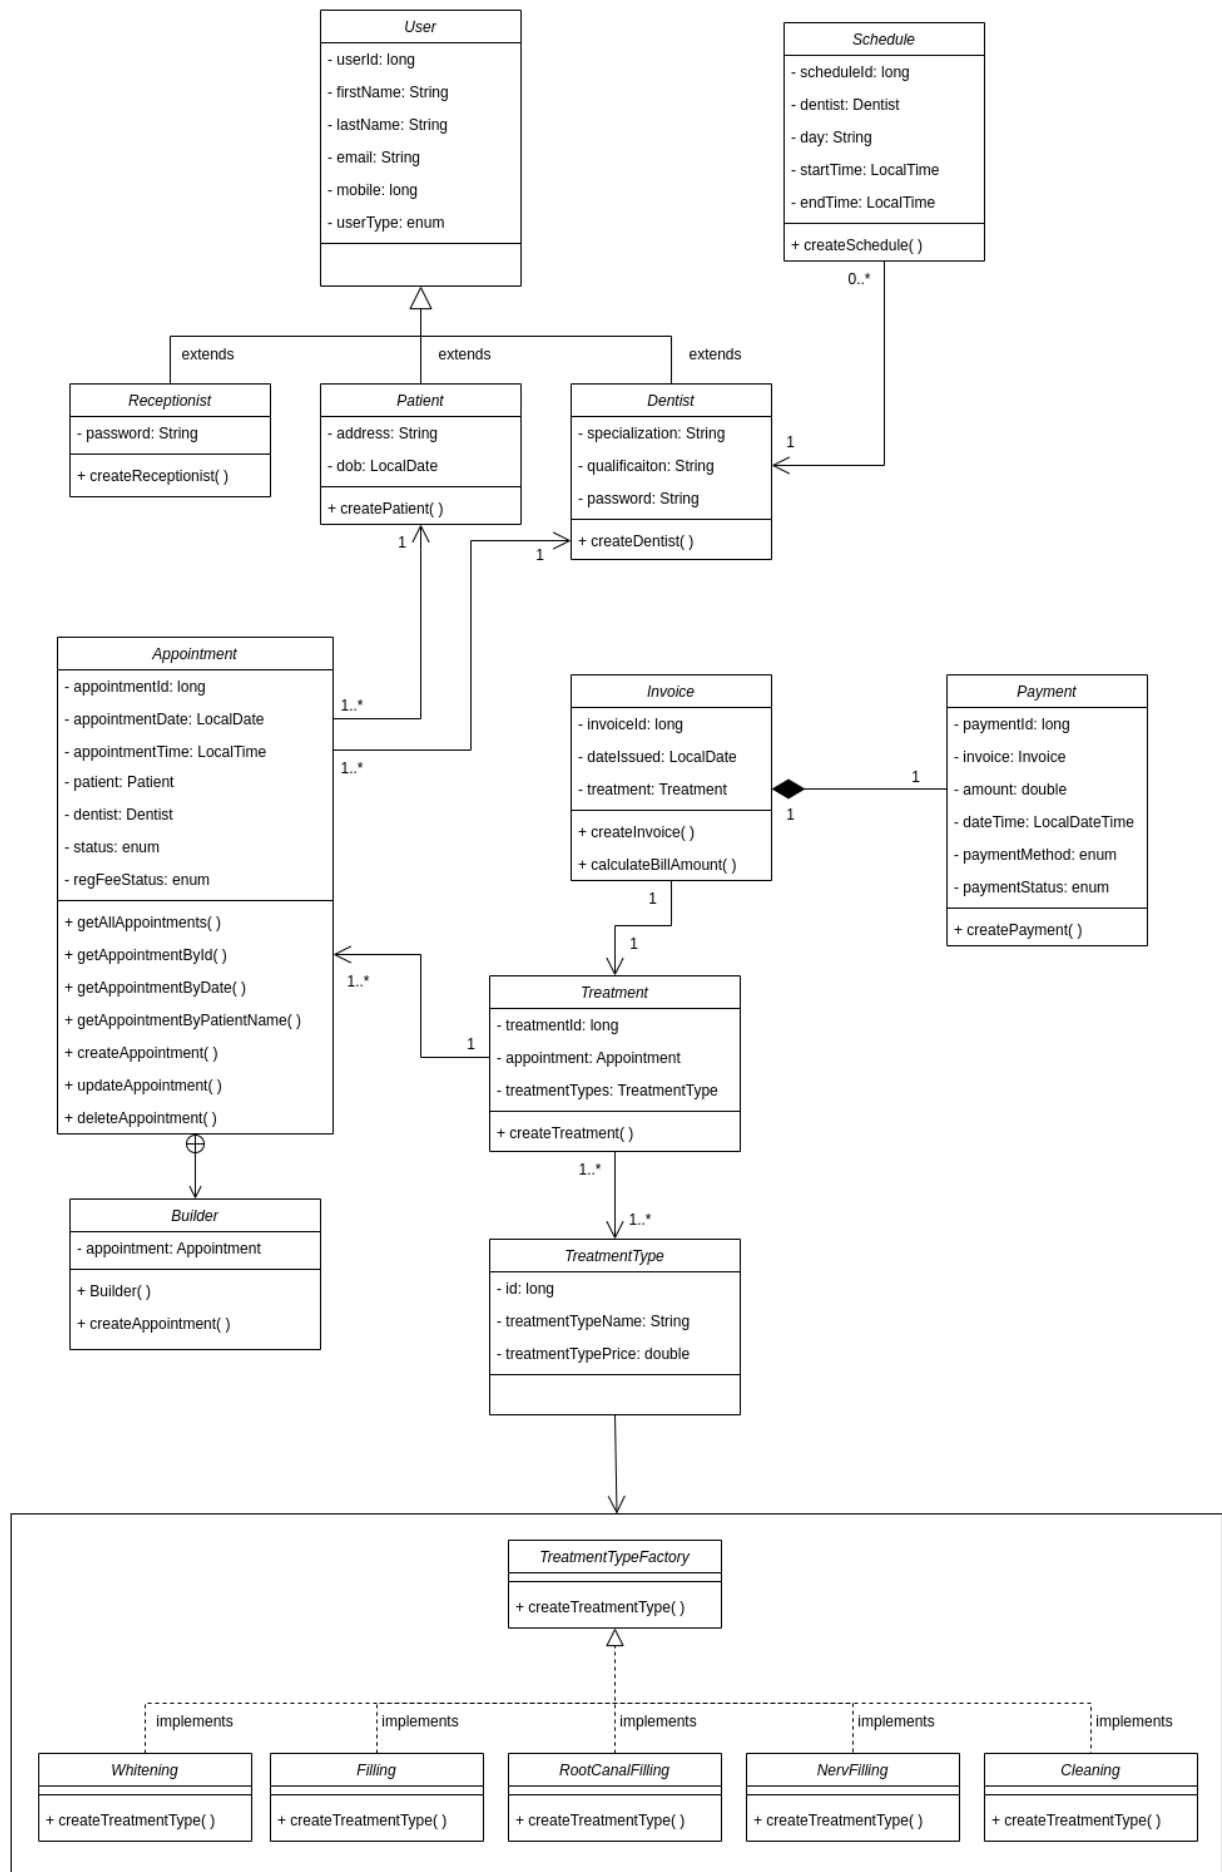 User
- userId: long
- firstName: String
- lastName: String
- email: String
- mobile: long
- userType: enum
Schedule
- scheduleId: long
- dentist: Dentist
- day: String
- startTime: LocalTime
- endTime: LocalTime
+ createSchedule( )
0..*
1
extends
extends
extends
Receptionist
- password: String
+ createReceptionist( )
Patient
- address: String
- dob: LocalDate
+ createPatient( )
1
Dentist
- specialization: String
- qualificaiton: String
- password: String
+ createDentist( )
1
Appointment
- appointmentId: long
- appointmentDate: LocalDate
- appointmentTime: LocalTime
- patient: Patient
- dentist: Dentist
- status: enum
- regFeeStatus: enum
+ getAllAppointments( )
+ getAppointmentById( )
+ getAppointmentByDate( )
+ getAppointmentByPatientName( )
+ createAppointment( )
+ updateAppointment( )
+ deleteAppointment( )
1..*
1..*
1..*
1
Invoice
- invoiceId: long
- dateIssued: LocalDate
- treatment: Treatment
+ createInvoice( )
+ calculateBillAmount( )
1
1
Payment
- paymentId: long
- invoice: Invoice
- amount: double
- dateTime: LocalDateTime
- paymentMethod: enum
- paymentStatus: enum
+ createPayment( )
1
1
Treatment
- treatmentId: long
- appointment: Appointment
- treatmentTypes: TreatmentType
+ createTreatment( )
1..*
1..*
Builder
- appointment: Appointment
+ Builder( )
+ createAppointment( )
TreatmentType
- id: long
- treatmentTypeName: String
- treatmentTypePrice: double
TreatmentTypeFactory
+ createTreatmentType( )
implements
implements
implements
implements
implements
Whitening
+ createTreatmentType( )
Filling
+ createTreatmentType( )
RootCanalFilling
+ createTreatmentType( )
NervFilling
+ createTreatmentType( )
Cleaning
+ createTreatmentType( )